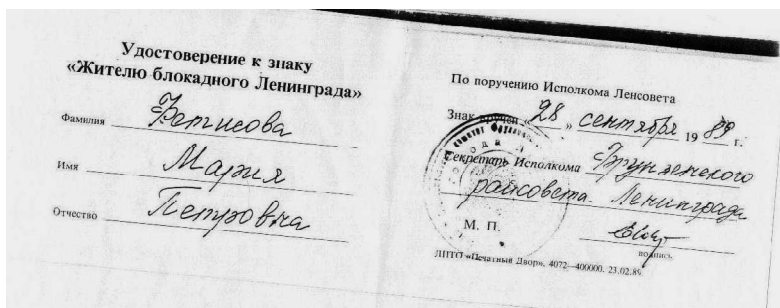 Удостоверение к знаку
«Жителю блокадного Ленинграда»
Фамилия Фетисова
Имя Мария
Отчество Петровна
По поручению Исполкома Ленсовета
Знак вручен «28» сентября 1989 г.
Секретарь Исполкома Фрунзенского
райсовета Ленинграда
М. П.
подпись
ЛПТО «Печатный Двор». 4072—400000. 23.02.89